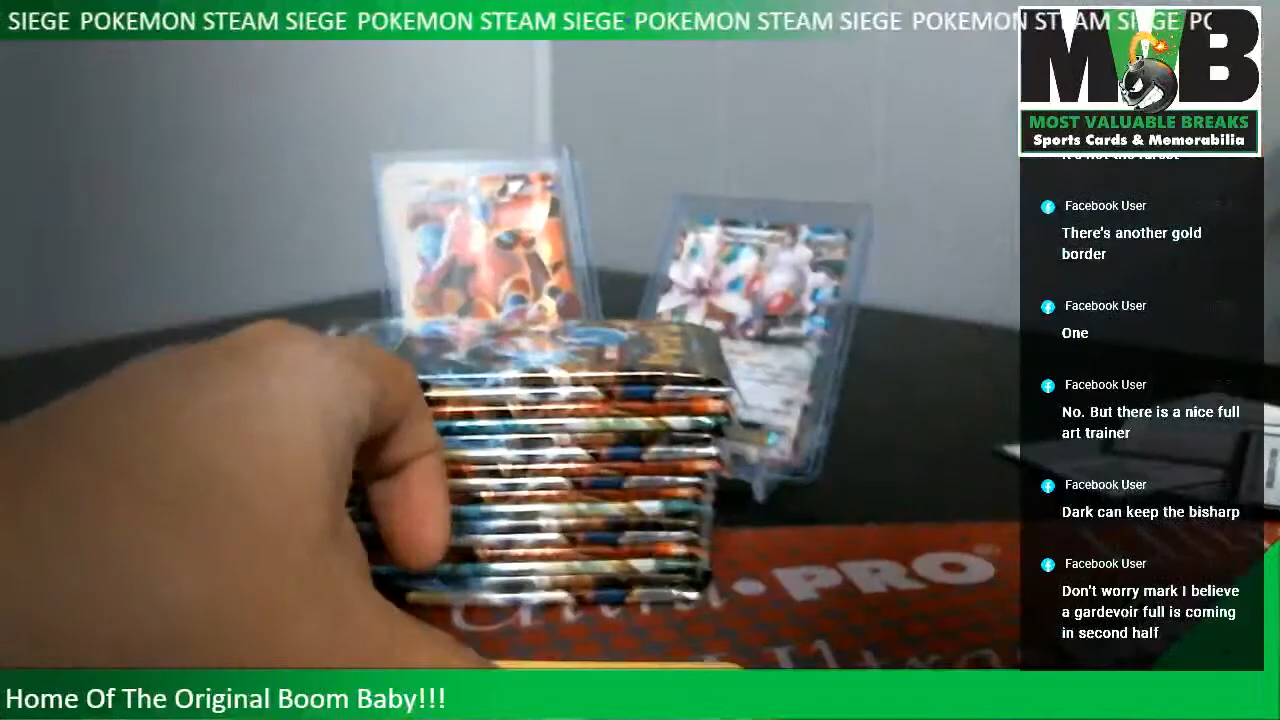 SIEGE POKEMON STEAM SIEGE POKEMON STEAM SIEGE POKEMON STEAM SIEGE POKEMON STEAM SIEGE PO
MVB
MOST VALUABLE BREAKS
Sports Cards & Memorabilia
Facebook User
There's another gold
border
Facebook User
One
Facebook User
No. But there is a nice full
art trainer
Facebook User
Dark can keep the bisharp
Facebook User
Don't worry mark I believe
a gardevoir full is coming
in second half
PRO
Home Of The Original Boom Baby!!!